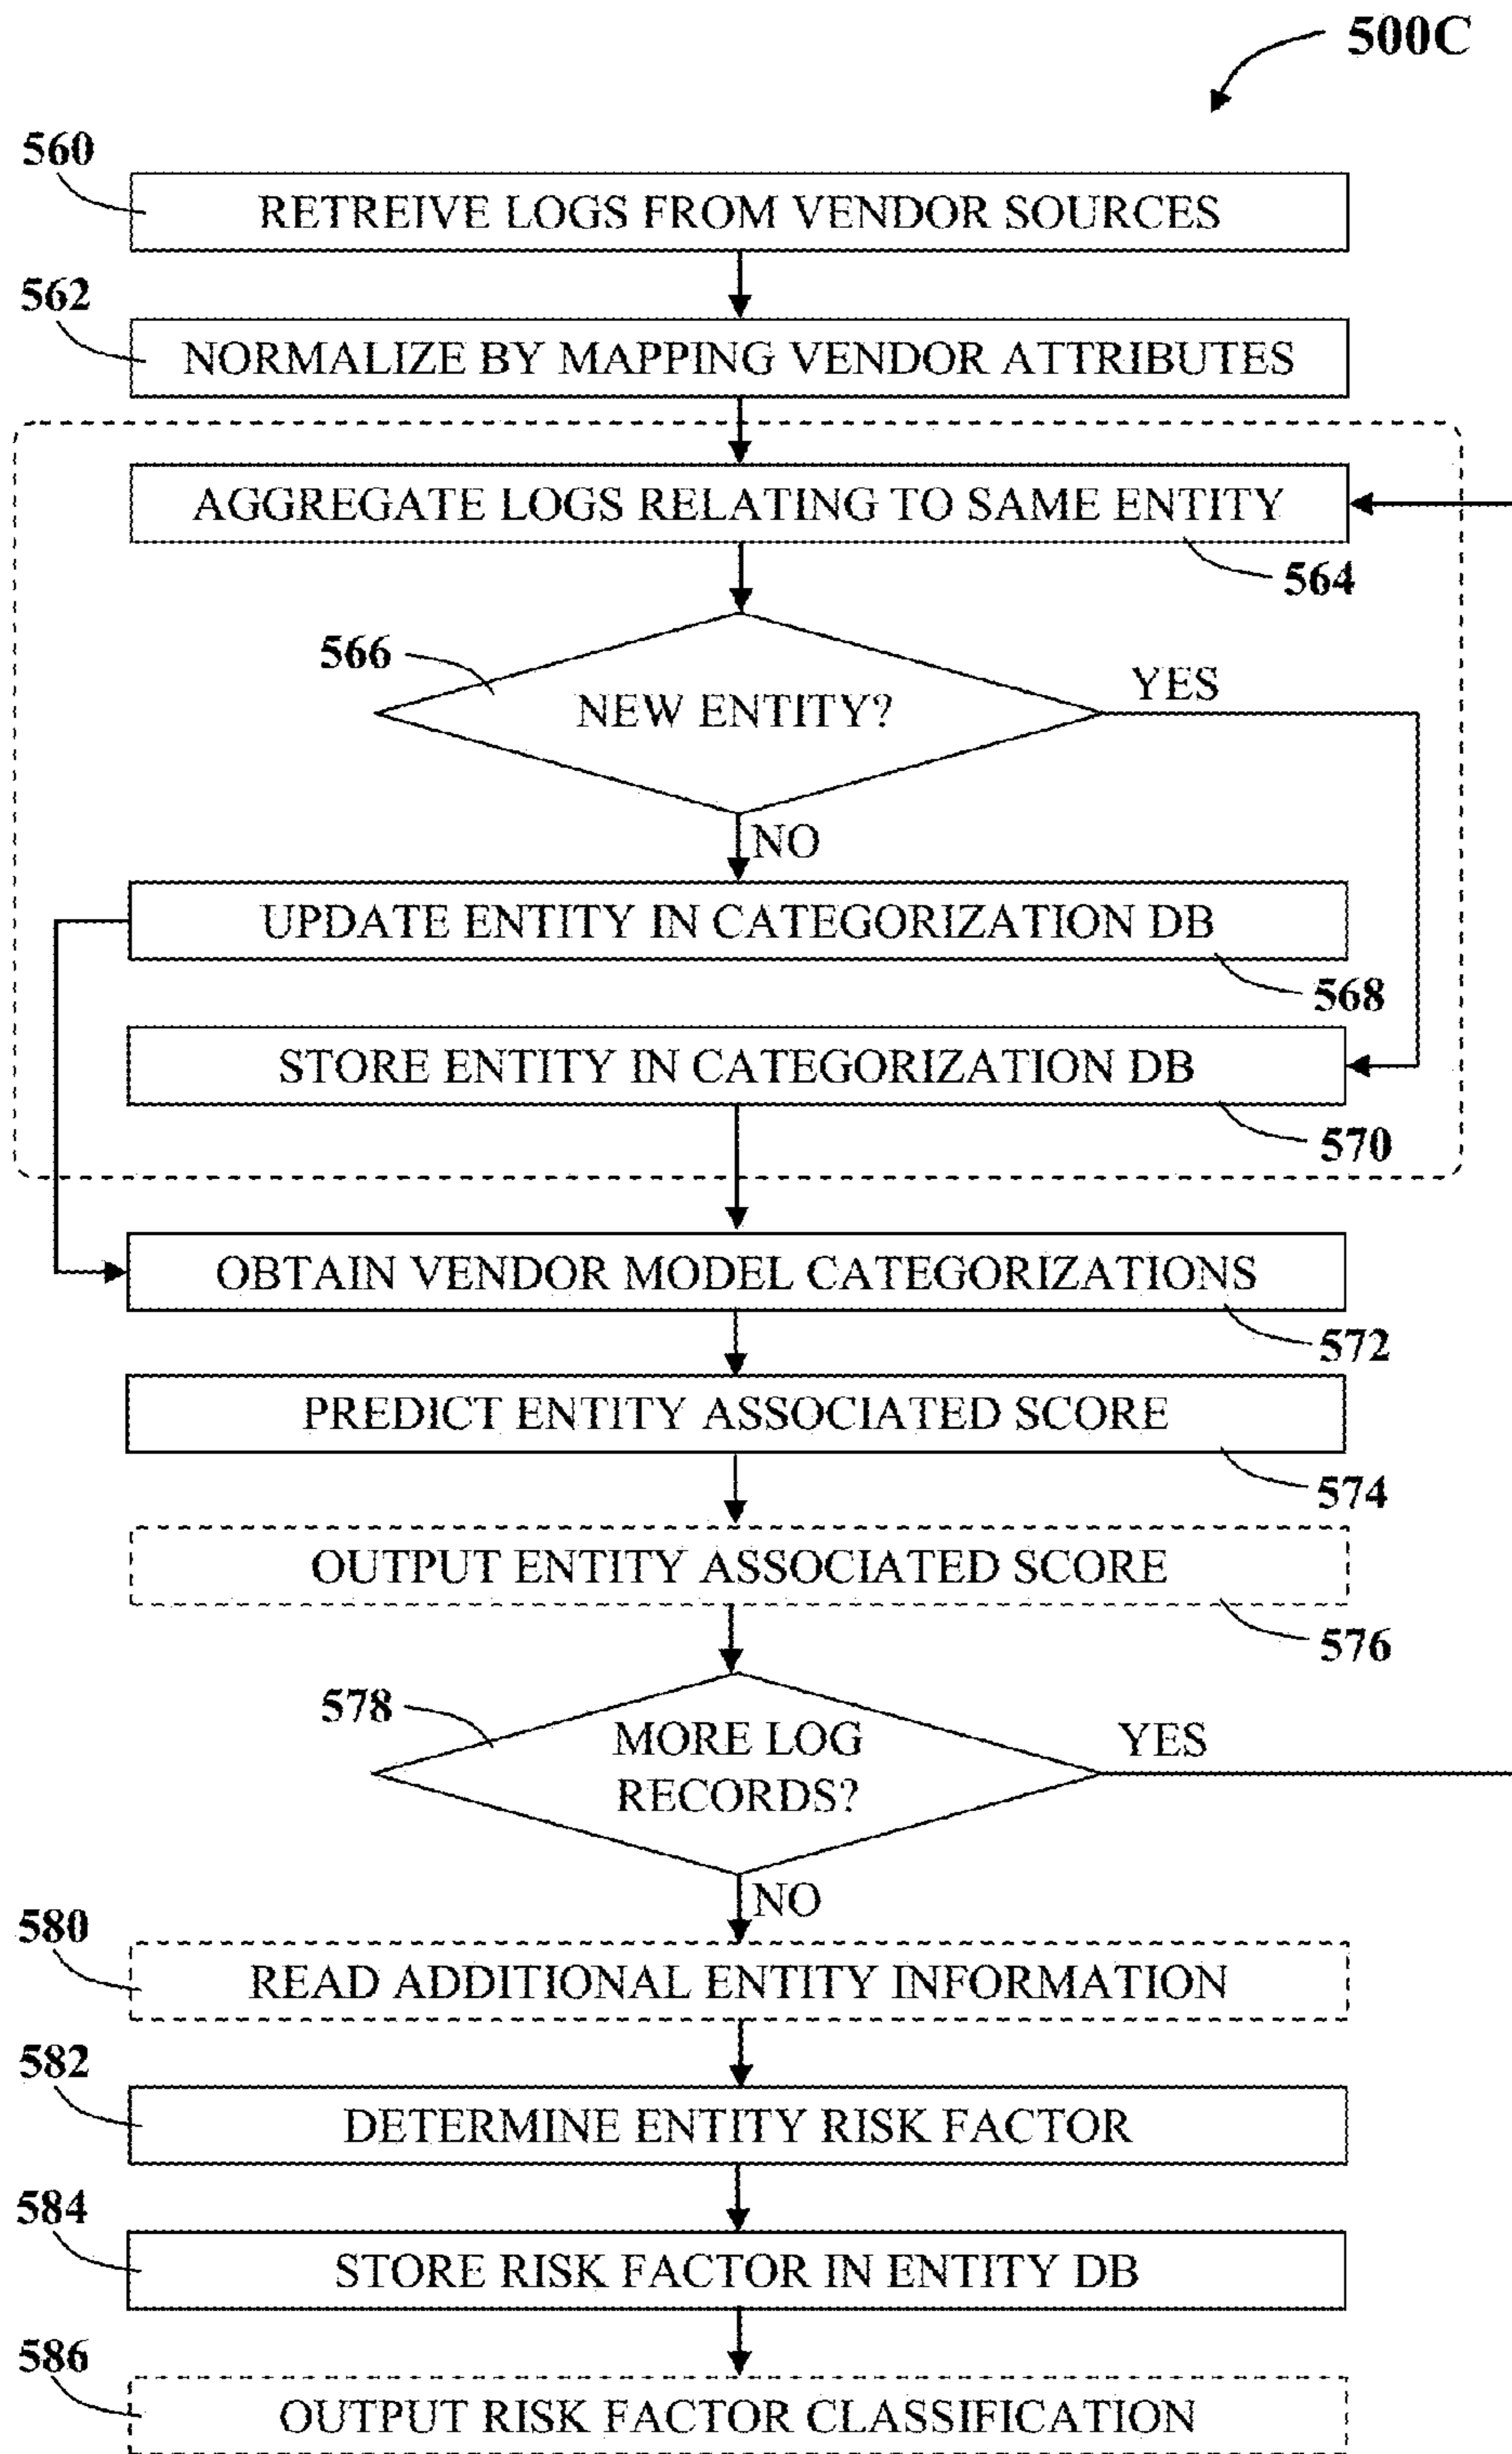 500C
560
RETREIVE LOGS FROM VENDOR SOURCES
562
NORMALIZE BY MAPPING VENDOR ATTRIBUTES
AGGREGATE LOGS RELATING TO SAME ENTITY
564
566
NEW ENTITY?
YES
NO
UPDATE ENTITY IN CATEGORIZATION DB
568
STORE ENTITY IN CATEGORIZATION DB
570
OBTAIN VENDOR MODEL CATEGORIZATIONS
572
PREDICT ENTITY ASSOCIATED SCORE
574
OUTPUT ENTITY ASSOCIATED SCORE
576
578
MORE LOG
RECORDS?
YES
NO
580
READ ADDITIONAL ENTITY INFORMATION
582
DETERMINE ENTITY RISK FACTOR
584
STORE RISK FACTOR IN ENTITY DB
586
OUTPUT RISK FACTOR CLASSIFICATION